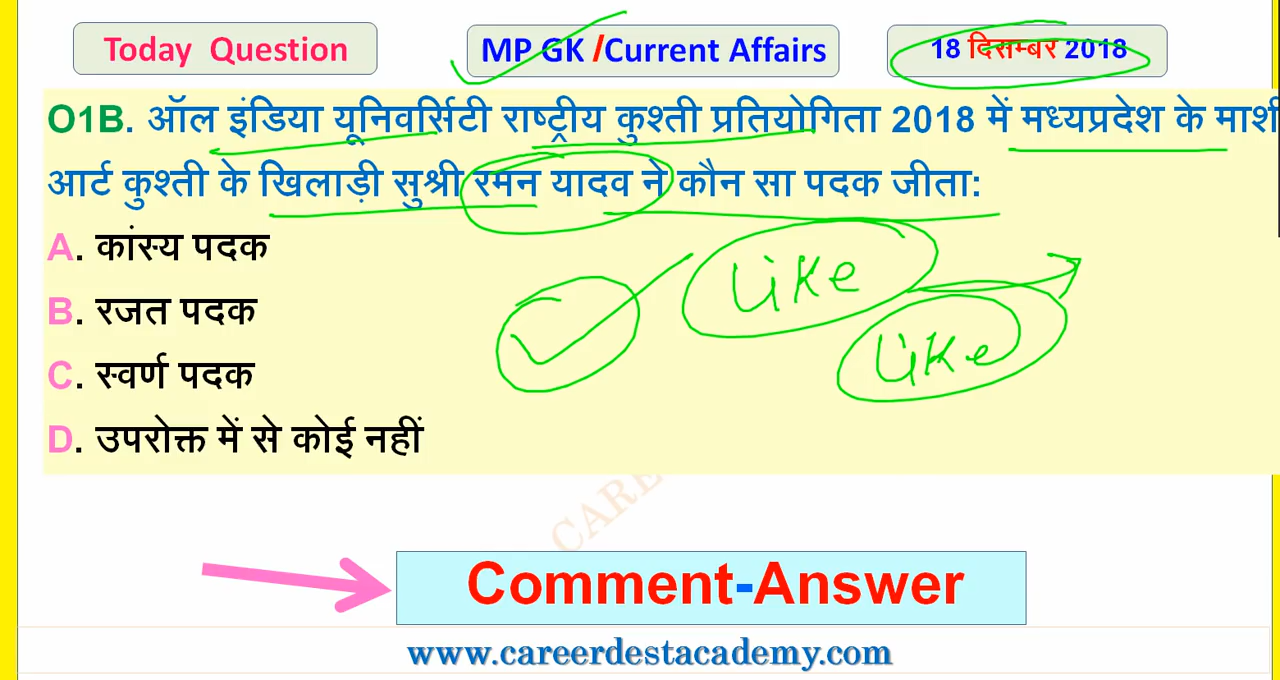 Today Question
MP GK /Current Affairs
18 दिसम्बर 2018
O1B. ऑल इंडिया यूनिवर्सिटी राष्ट्रीय कुश्ती प्रतियोगिता 2018 में मध्यप्रदेश के माशी
आर्ट कुश्ती के खिलाड़ी सुश्री रमन यादव ने कौन सा पदक जीता:
A. कांस्य पदक
B. रजत पदक
C. स्वर्ण पदक
D. उपरोक्त में से कोई नहीं
Like
Like
CARE
Comment-Answer
www.careerdestacademy.com